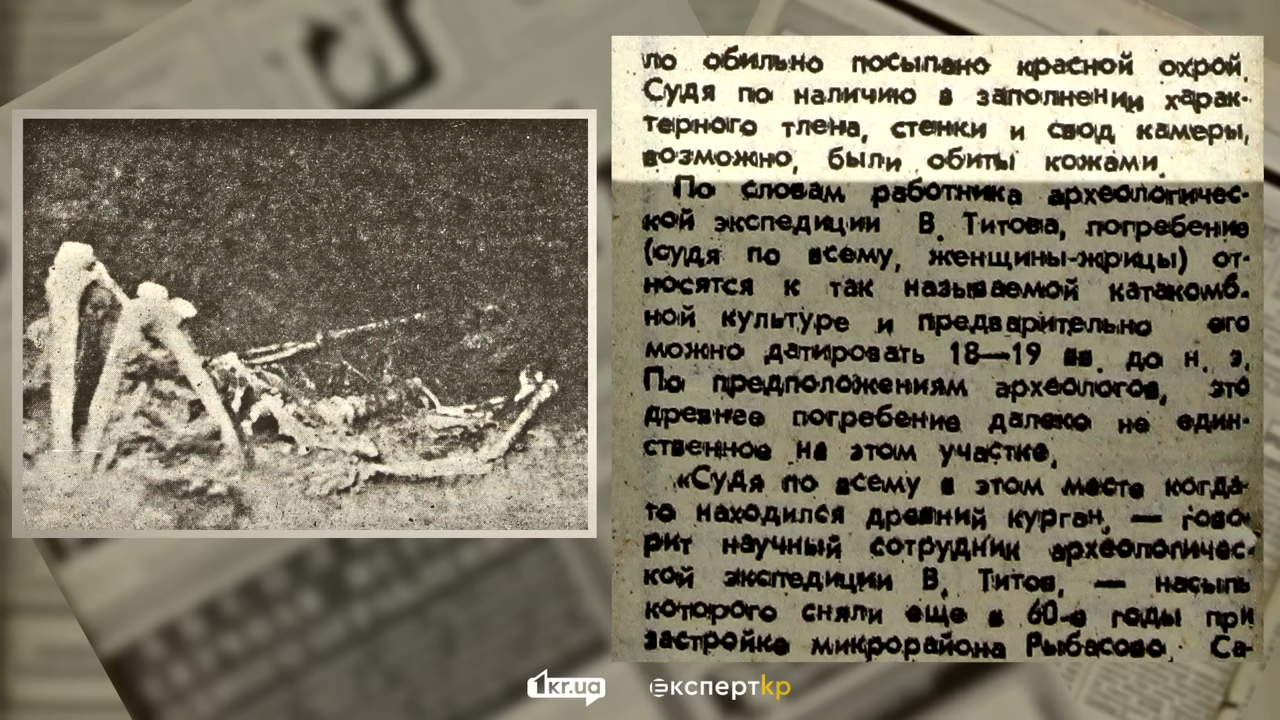 ло обильно посыпано красной охрой.
Судя по наличию в заполнении харак-
терного тлена, стенки и свод камеры,
возможно, были обиты кожами.
По словам работника археологичес-
кой экспедиции В. Титова, погребение
(судя по всему, женщины-жрицы) от-
носятся к так называемой катакомб-
ной культуре и предварительно его
можно датировать 18—19 вв. до н. э.
По предположениям археологов, это
древнее погребение далеко не един-
ственное на этом участке.
«Судя по всему в этом месте когда-
то находился древний курган, — гово-
рит научный сотрудник археологичес-
кой экспедиции В. Титов, — насыпь
которого сняли еще в 60-е годы при
застройке микрорайона Рыбасово. Са-
1kr.ua експерткр